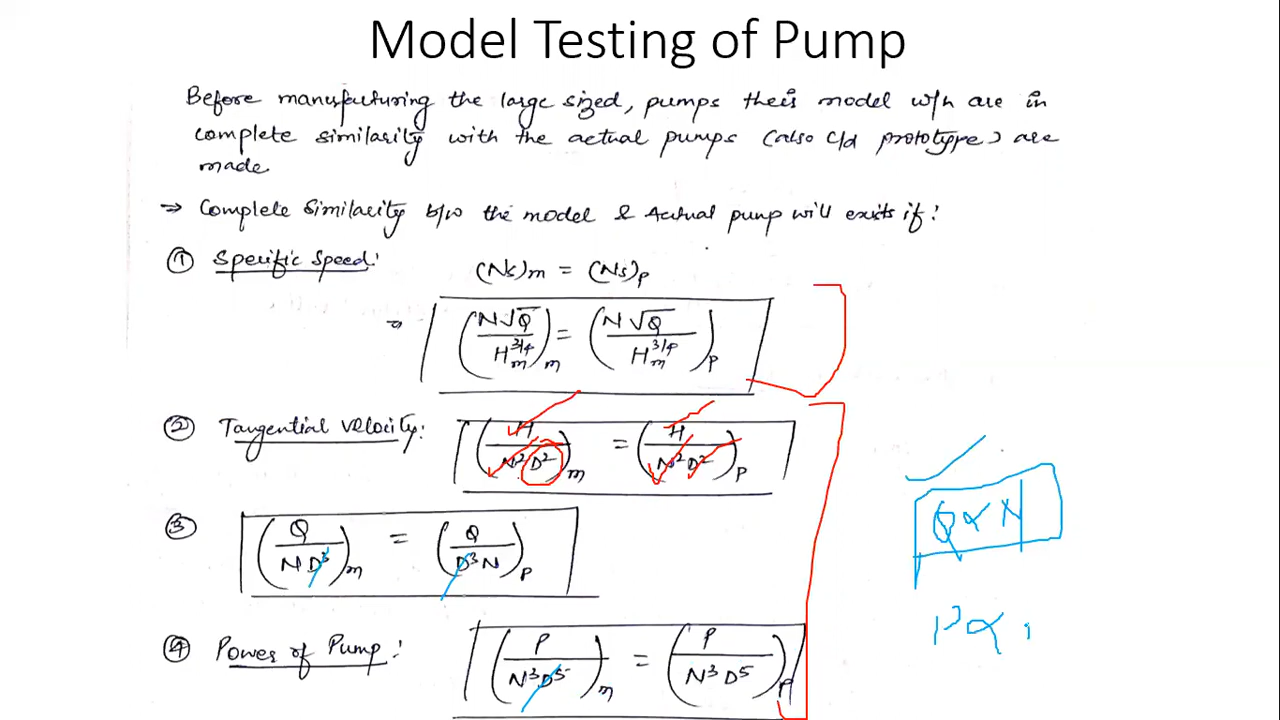 Model Testing of Pump
Before manufacturing the large sized, pumps their model w/h are in
complete similarity with the actual pumps (also c/d prototype) are
made
⇒ Complete Similarity b/w the model & Actual pump will exists if:
① Specific Speed:
(Ns)m = (Ns)p
⇒ (N√Q / Hm^3/4)m = (N√Q / Hm^3/4)p
② Tangential velocity: (H / N²D²)m = (H / N²D²)p
③ (Q / ND³)m = (Q / D³N)p
Q ∝ N
④ Power of Pump: (P / N³D⁵)m = (P / N³D⁵)p
P ∝